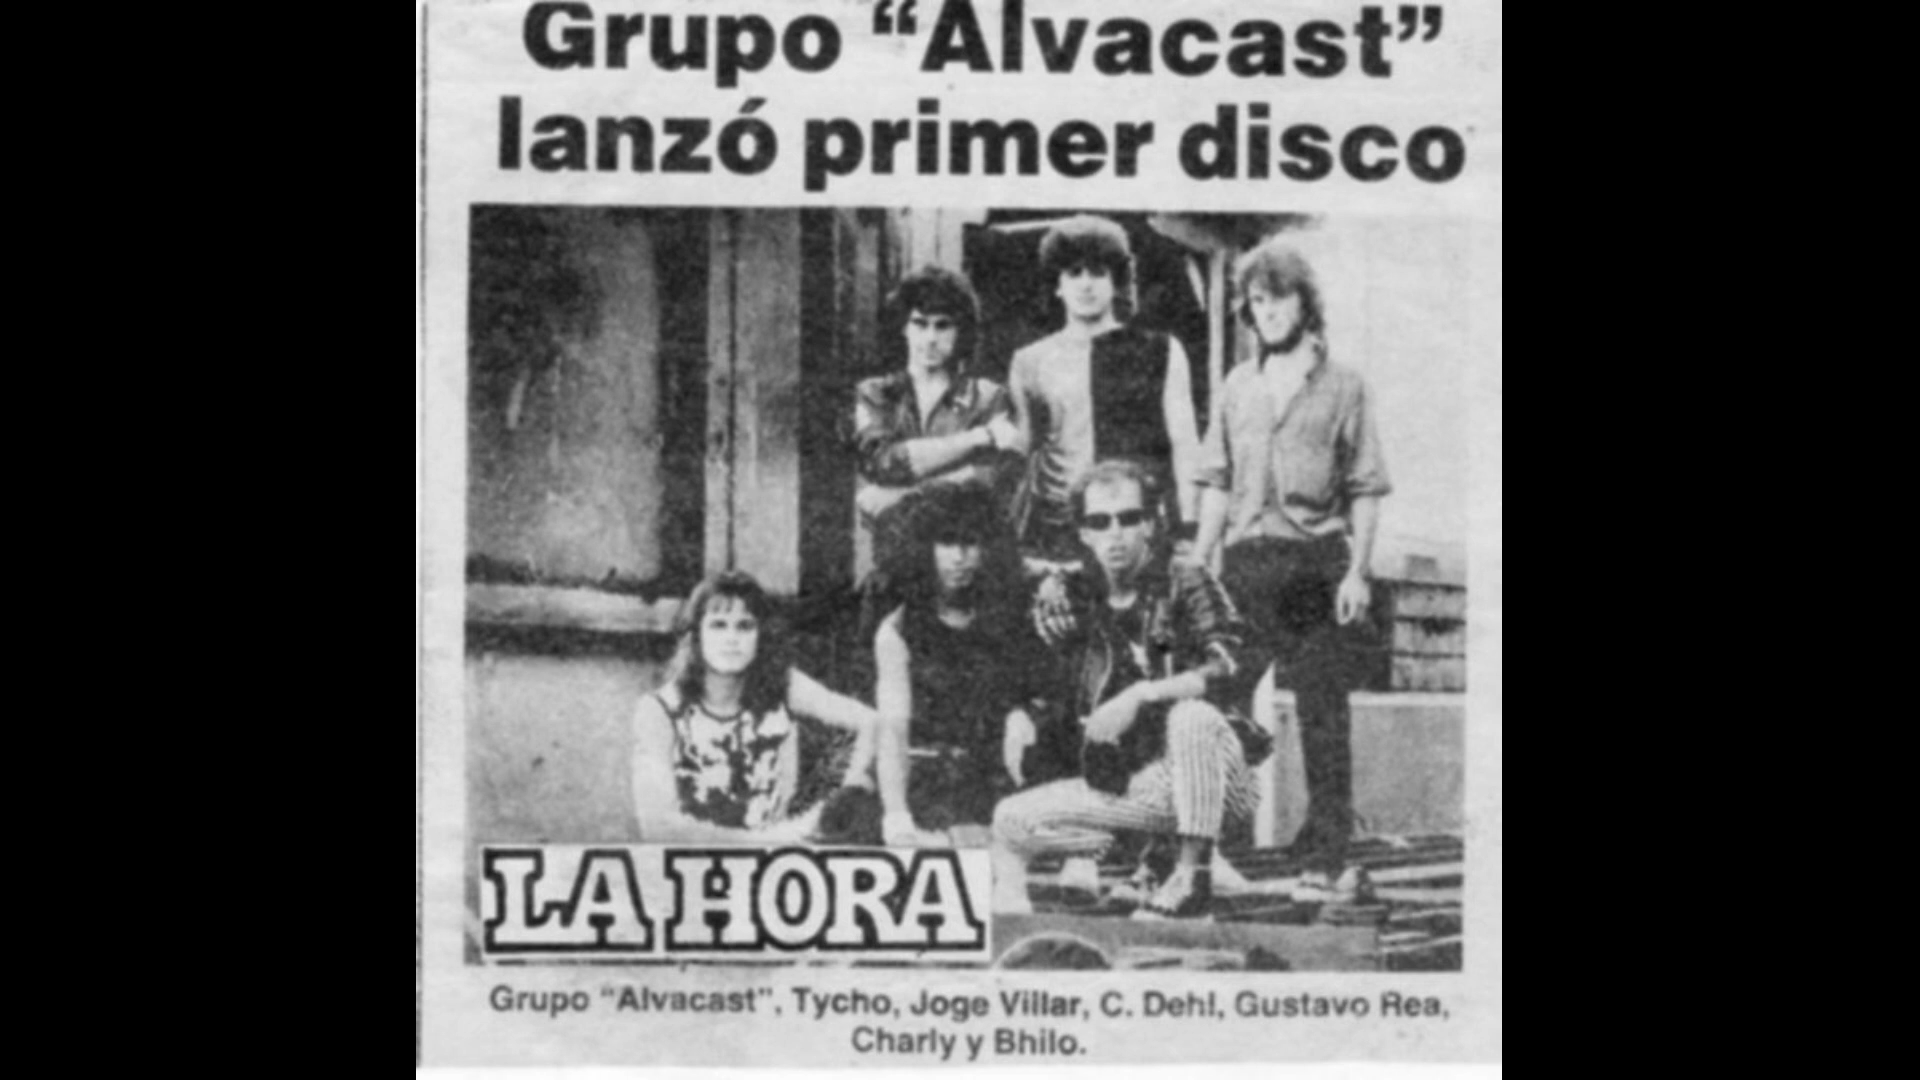 Grupo “Alvacast”
lanzó primer disco
LA HORA
Grupo “Alvacast”, Tycho, Joge Villar, C. Dehl, Gustavo Rea,
Charly y Bhilo.